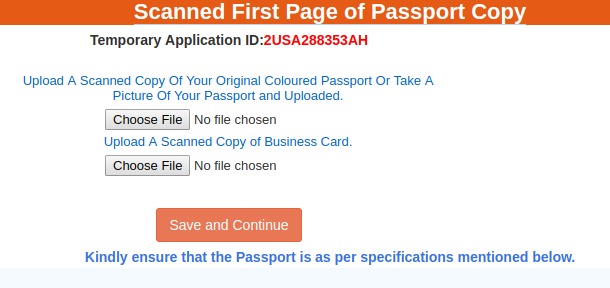 Scanned First Page of Passport Copy
Temporary Application ID:2USA288353AH
Upload A Scanned Copy Of Your Original Coloured Passport Or Take A
Picture Of Your Passport and Uploaded.
Choose File No file chosen
Upload A Scanned Copy of Business Card.
Choose File No file chosen
Save and Continue
Kindly ensure that the Passport is as per specifications mentioned below.